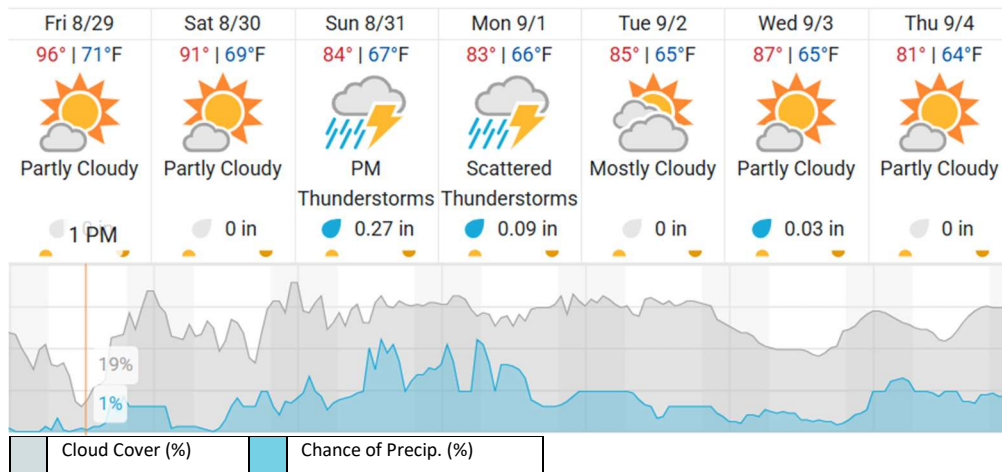 Fri 8/29 Sat 8/30 Sun 8/31 Mon 9/1 Tue 9/2 Wed 9/3 Thu 9/4
96° | 71°F 91° | 69°F 84° | 67°F 83° | 66°F 85° | 65°F 87° | 65°F 81° | 64°F
Partly Cloudy Partly Cloudy PM Scattered Mostly Cloudy Partly Cloudy Partly Cloudy
Thunderstorms Thunderstorms
1 PM 0 in 0.27 in 0.09 in 0 in 0.03 in 0 in
19%
1%
Cloud Cover (%) Chance of Precip. (%)